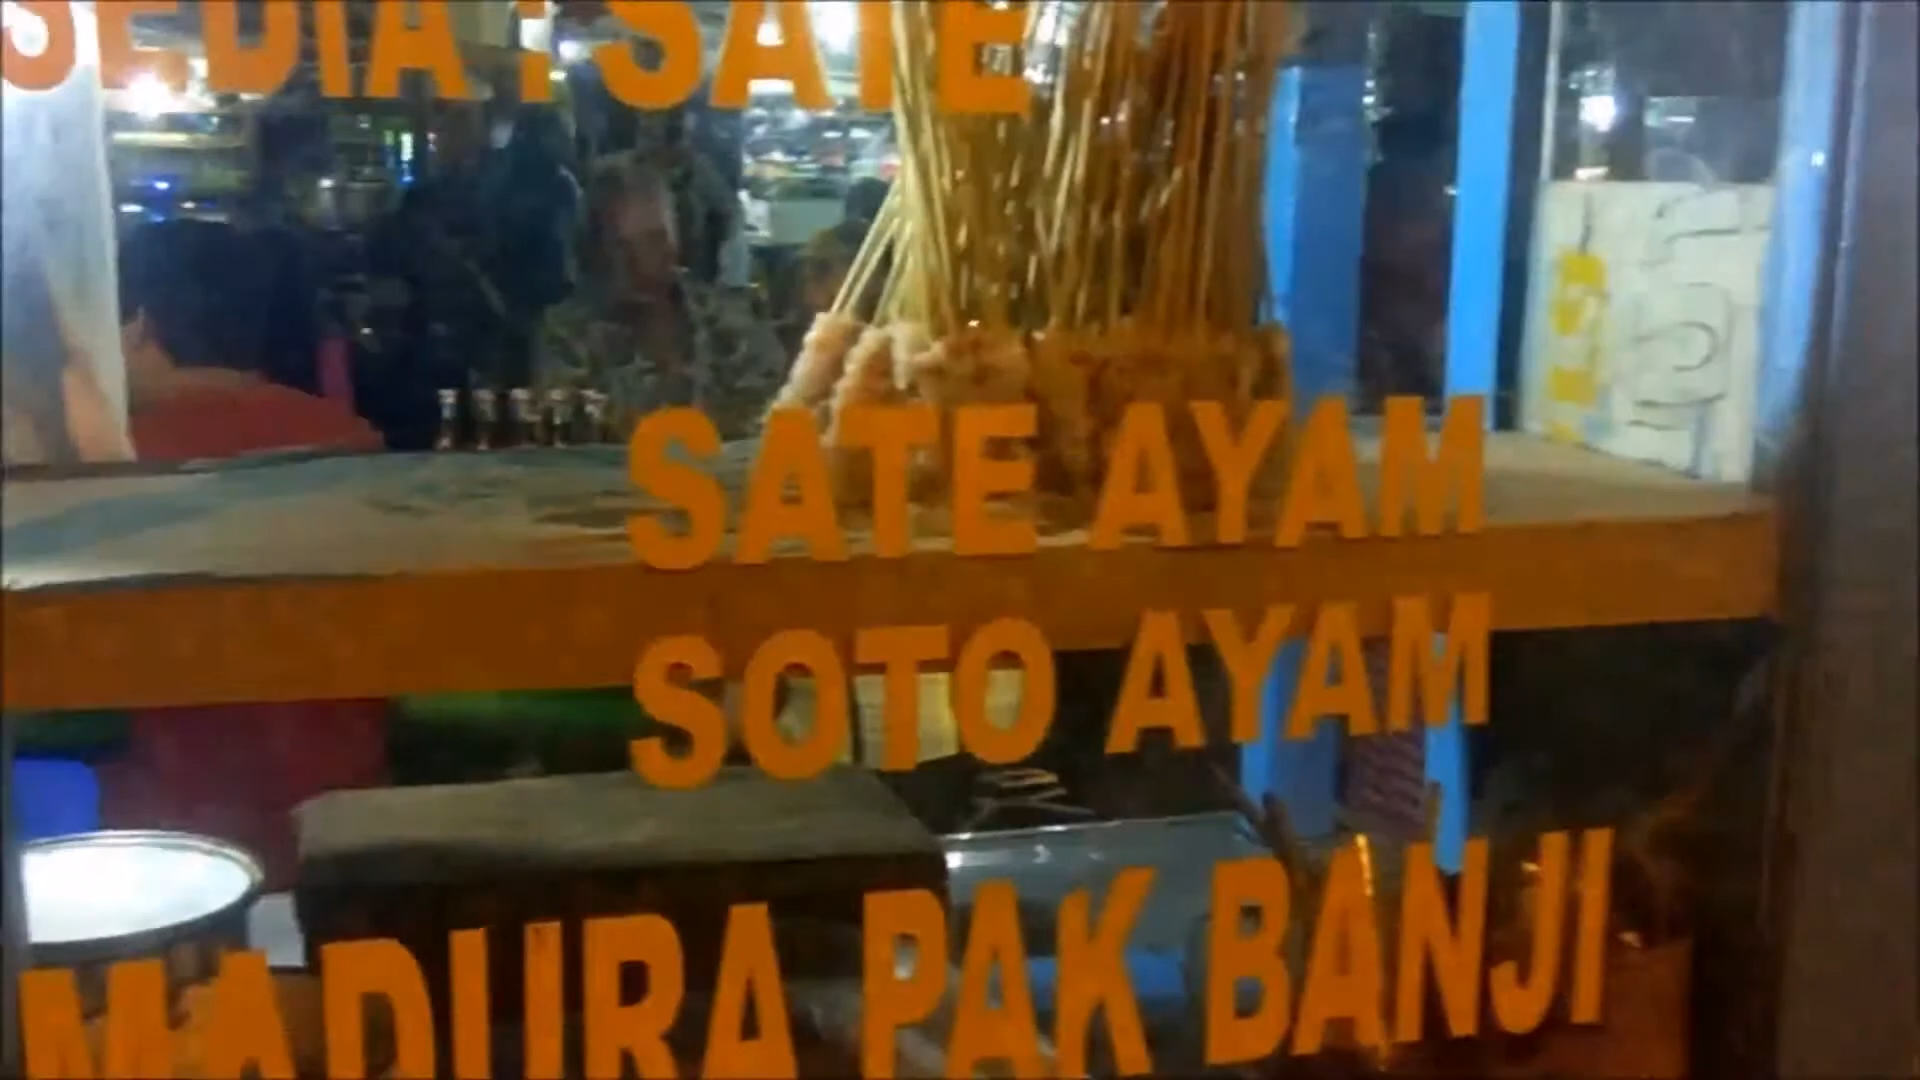 SEDIA : SATE
SATE AYAM
SOTO AYAM
MADURA PAK BANJI